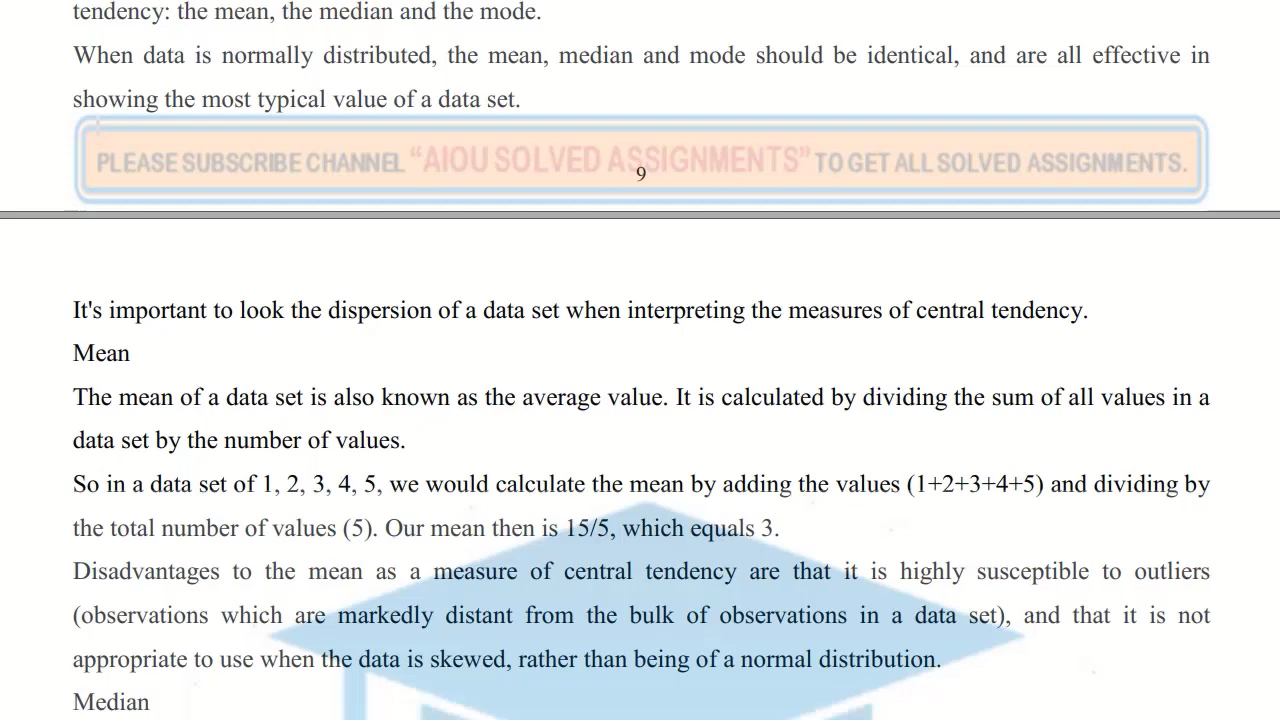 tendency: the mean, the median and the mode.
When data is normally distributed, the mean, median and mode should be identical, and are all effective in
showing the most typical value of a data set.
PLEASE SUBSCRIBE CHANNEL “AIOU SOLVED ASSIGNMENTS” TO GET ALL SOLVED ASSIGNMENTS.
9
It's important to look the dispersion of a data set when interpreting the measures of central tendency.
Mean
The mean of a data set is also known as the average value. It is calculated by dividing the sum of all values in a
data set by the number of values.
So in a data set of 1, 2, 3, 4, 5, we would calculate the mean by adding the values (1+2+3+4+5) and dividing by
the total number of values (5). Our mean then is 15/5, which equals 3.
Disadvantages to the mean as a measure of central tendency are that it is highly susceptible to outliers
(observations which are markedly distant from the bulk of observations in a data set), and that it is not
appropriate to use when the data is skewed, rather than being of a normal distribution.
Median